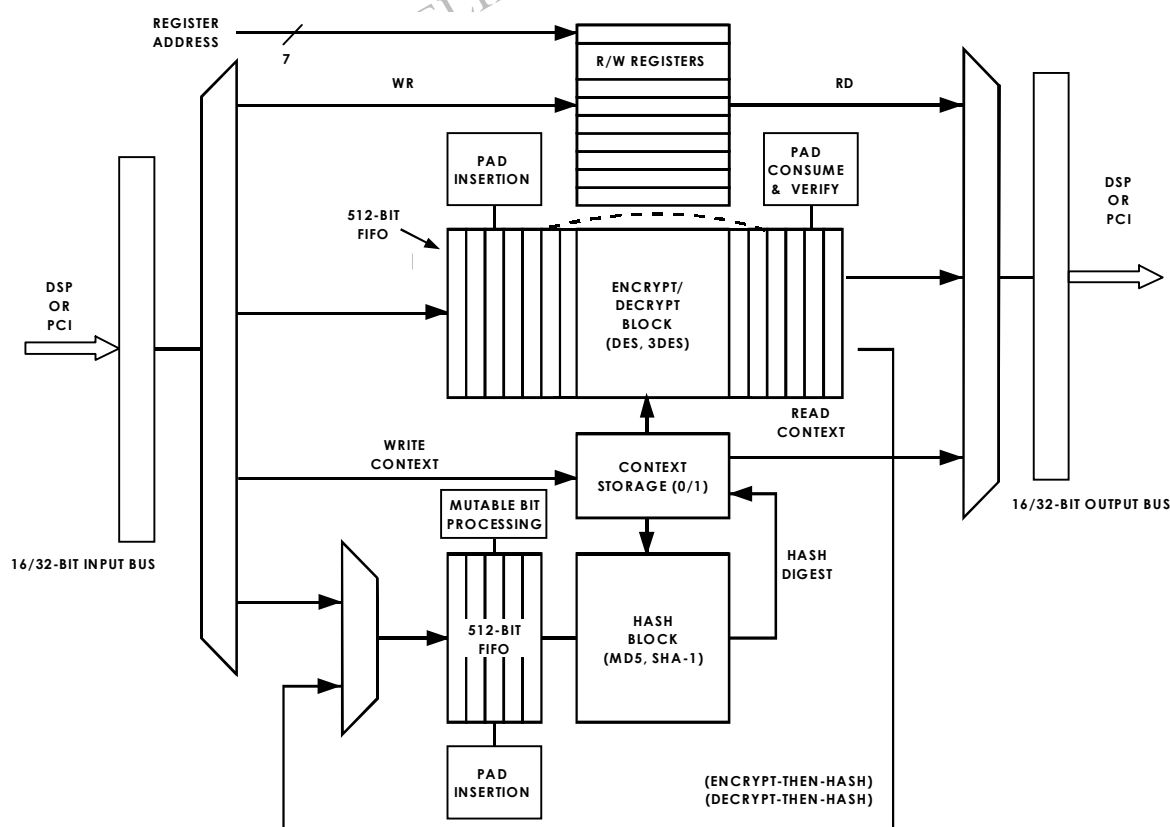 REGISTER
ADDRESS
7
R/W REGISTERS
WR
RD
PAD
INSERTION
PAD
CONSUME
& VERIFY
512-BIT
FIFO
DSP
OR
PCI
ENCRYPT/
DECRYPT
BLOCK
(DES, 3DES)
DSP
OR
PCI
READ
CONTEXT
WRITE
CONTEXT
CONTEXT
STORAGE (0/1)
MUTABLE BIT
PROCESSING
16/32-BIT OUTPUT BUS
16/32-BIT INPUT BUS
HASH
DIGEST
512-BIT
FIFO
HASH
BLOCK
(MD5, SHA-1)
PAD
INSERTION
(ENCRYPT-THEN-HASH)
(DECRYPT-THEN-HASH)